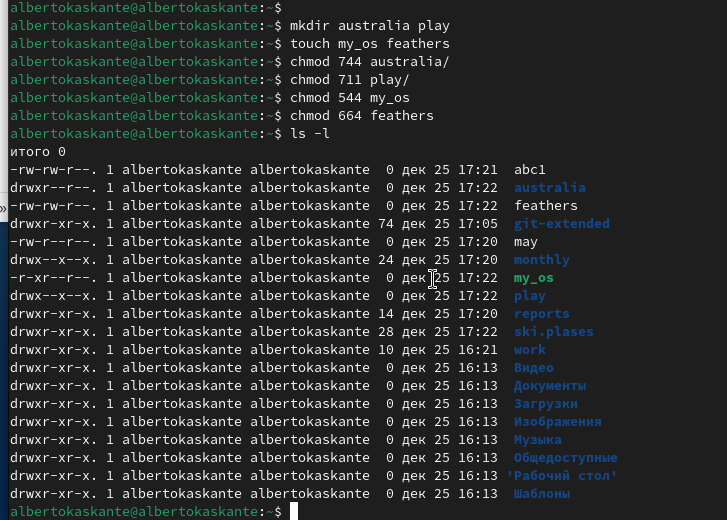 albertokaskante@albertokaskante:~$
albertokaskante@albertokaskante:~$ mkdir australia play
albertokaskante@albertokaskante:~$ touch my_os feathers
albertokaskante@albertokaskante:~$ chmod 744 australia/
albertokaskante@albertokaskante:~$ chmod 711 play/
albertokaskante@albertokaskante:~$ chmod 544 my_os
albertokaskante@albertokaskante:~$ chmod 664 feathers
albertokaskante@albertokaskante:~$ ls -l
итого 0
-rw-rw-r--. 1 albertokaskante albertokaskante  0 дек 25 17:21  abc1
drwxr--r--. 1 albertokaskante albertokaskante  0 дек 25 17:22  australia
-rw-rw-r--. 1 albertokaskante albertokaskante  0 дек 25 17:22  feathers
drwxr-xr-x. 1 albertokaskante albertokaskante 74 дек 25 17:05  git-extended
-rw-r--r--. 1 albertokaskante albertokaskante  0 дек 25 17:20  may
drwx--x--x. 1 albertokaskante albertokaskante 24 дек 25 17:20  monthly
-r-xr--r--. 1 albertokaskante albertokaskante  0 дек 25 17:22  my_os
drwx--x--x. 1 albertokaskante albertokaskante  0 дек 25 17:22  play
drwxr-xr-x. 1 albertokaskante albertokaskante 14 дек 25 17:20  reports
drwxr-xr-x. 1 albertokaskante albertokaskante 28 дек 25 17:22  ski.plases
drwxr-xr-x. 1 albertokaskante albertokaskante 10 дек 25 16:21  work
drwxr-xr-x. 1 albertokaskante albertokaskante  0 дек 25 16:13  Видео
drwxr-xr-x. 1 albertokaskante albertokaskante  0 дек 25 16:13  Документы
drwxr-xr-x. 1 albertokaskante albertokaskante  0 дек 25 16:13  Загрузки
drwxr-xr-x. 1 albertokaskante albertokaskante  0 дек 25 16:13  Изображения
drwxr-xr-x. 1 albertokaskante albertokaskante  0 дек 25 16:13  Музыка
drwxr-xr-x. 1 albertokaskante albertokaskante  0 дек 25 16:13  Общедоступные
drwxr-xr-x. 1 albertokaskante albertokaskante  0 дек 25 16:13 'Рабочий стол'
drwxr-xr-x. 1 albertokaskante albertokaskante  0 дек 25 16:13  Шаблоны
albertokaskante@albertokaskante:~$